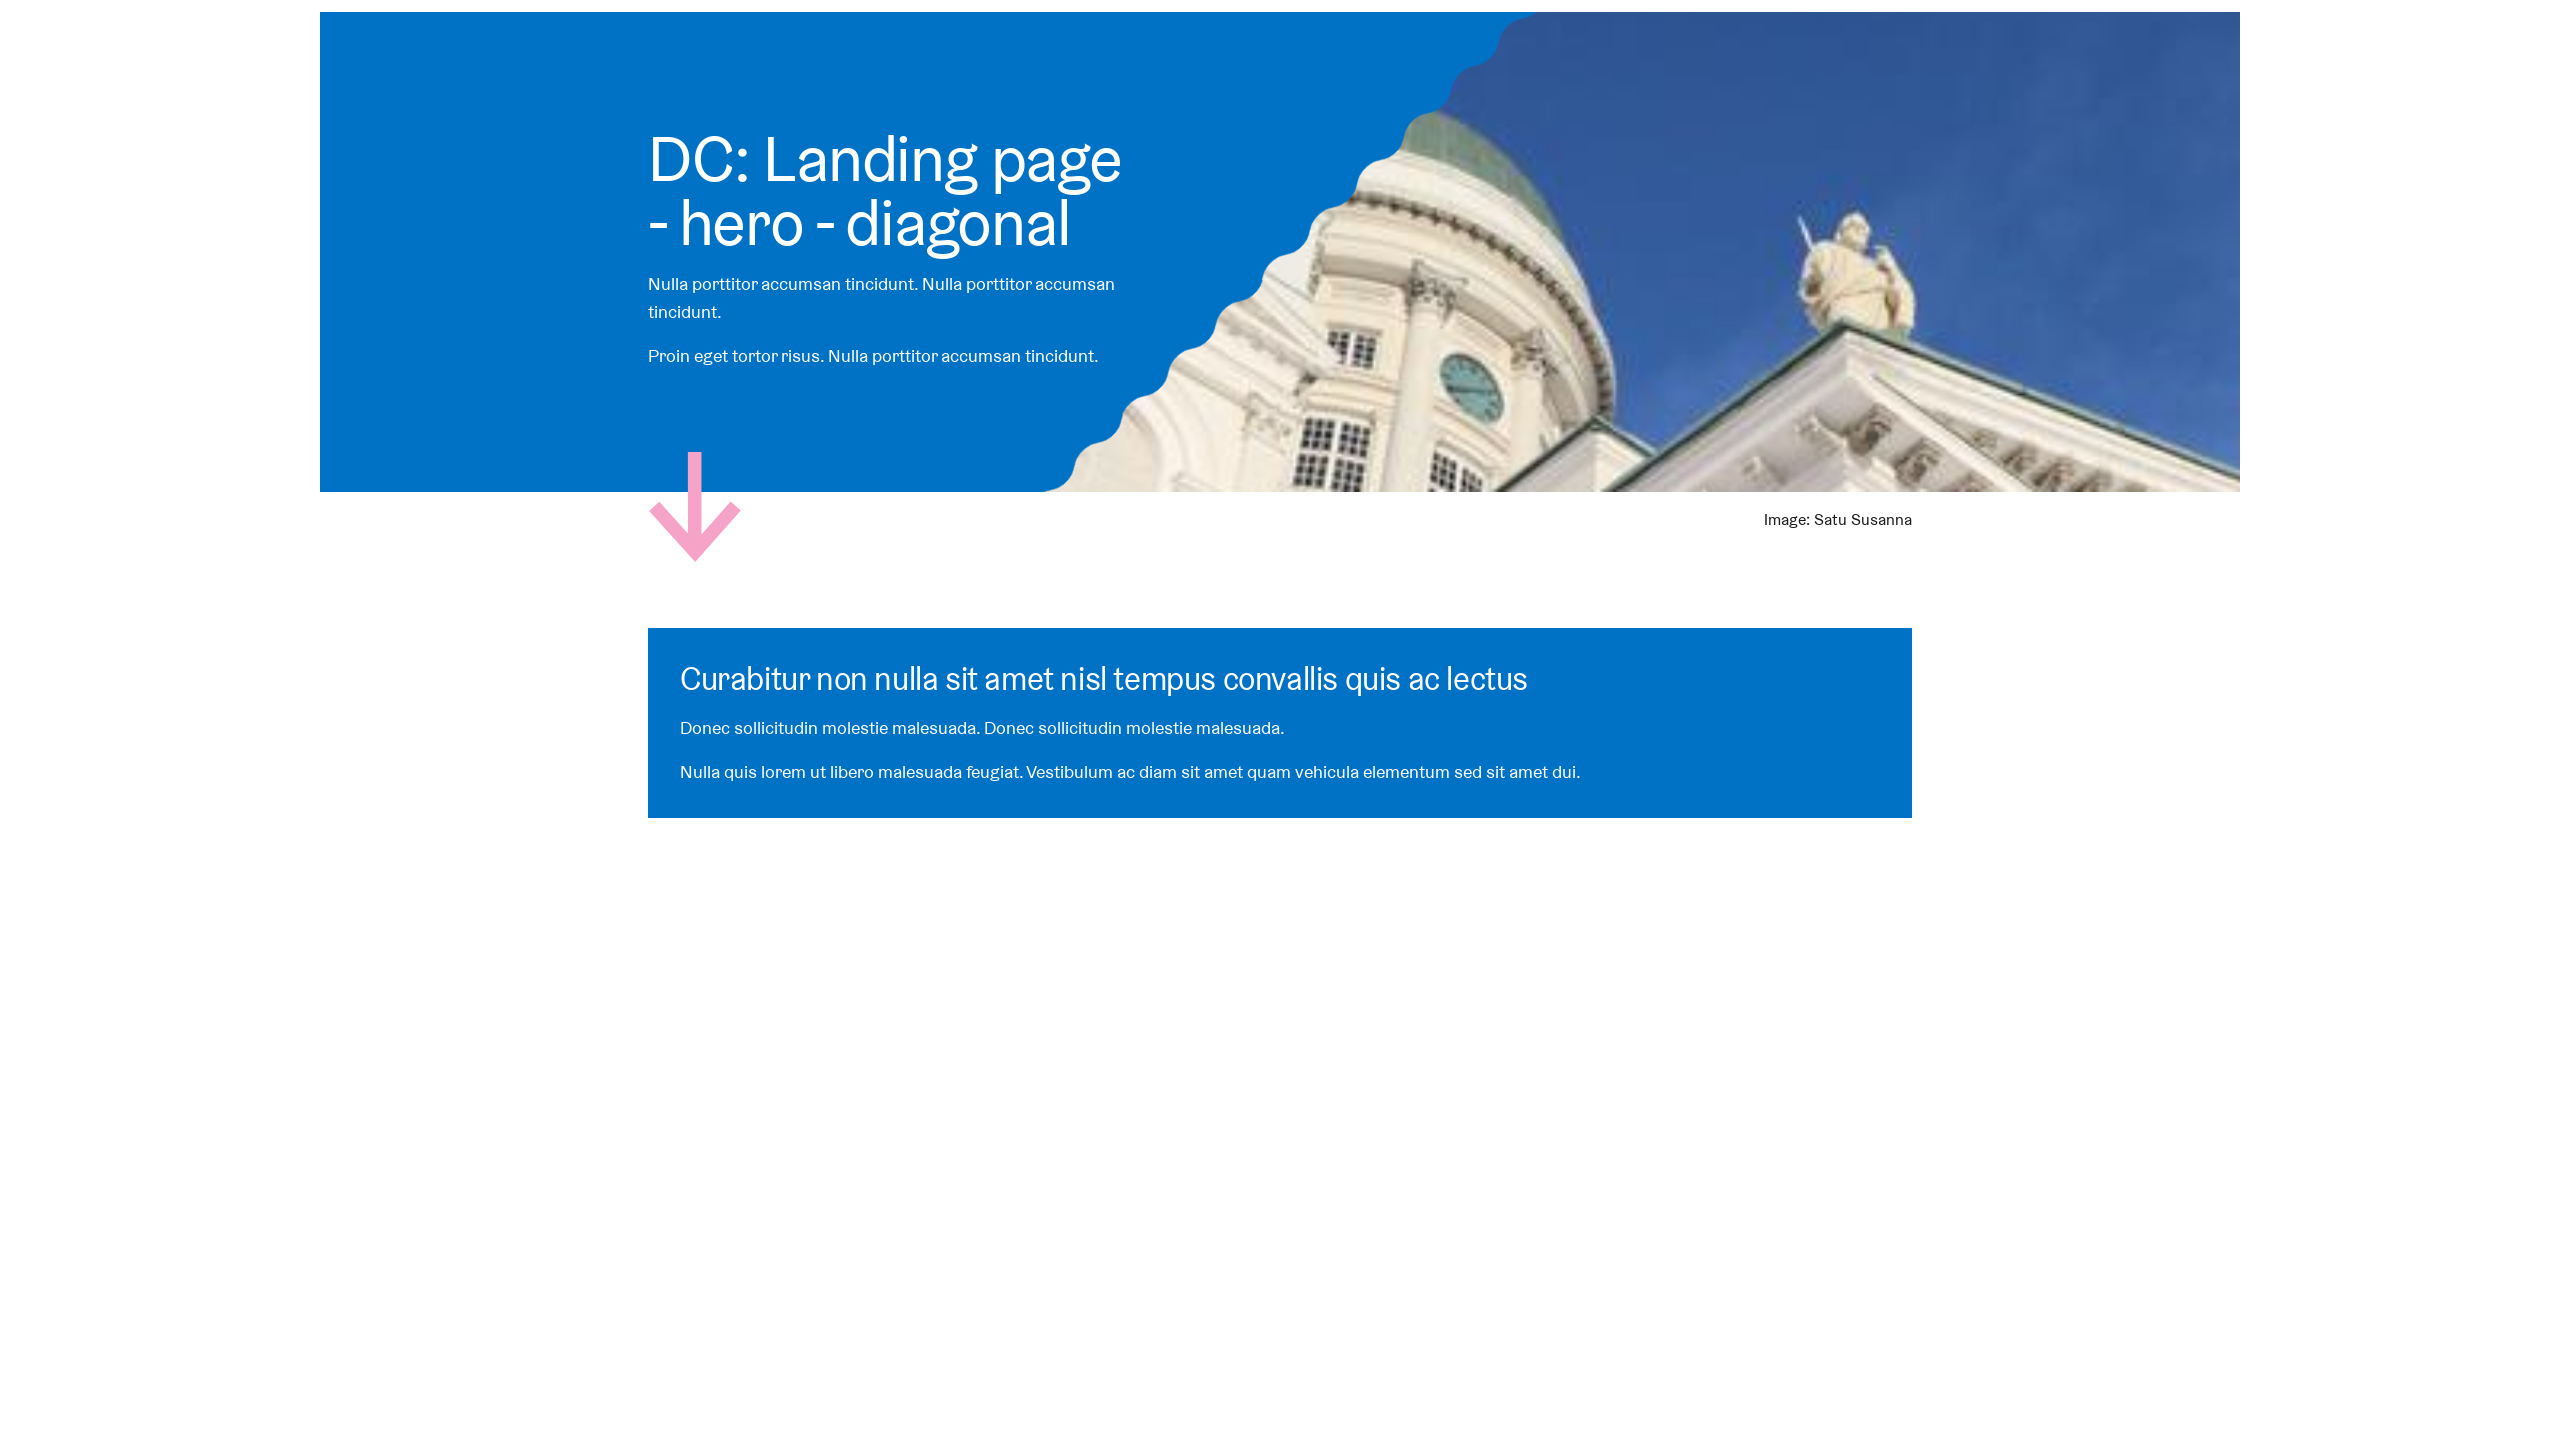 DC: Landing page
- hero - diagonal
Nulla porttitor accumsan tincidunt. Nulla porttitor accumsan
tincidunt.
Proin eget tortor risus. Nulla porttitor accumsan tincidunt.
Image: Satu Susanna
Curabitur non nulla sit amet nisl tempus convallis quis ac lectus
Donec sollicitudin molestie malesuada. Donec sollicitudin molestie malesuada.
Nulla quis lorem ut libero malesuada feugiat. Vestibulum ac diam sit amet quam vehicula elementum sed sit amet dui.